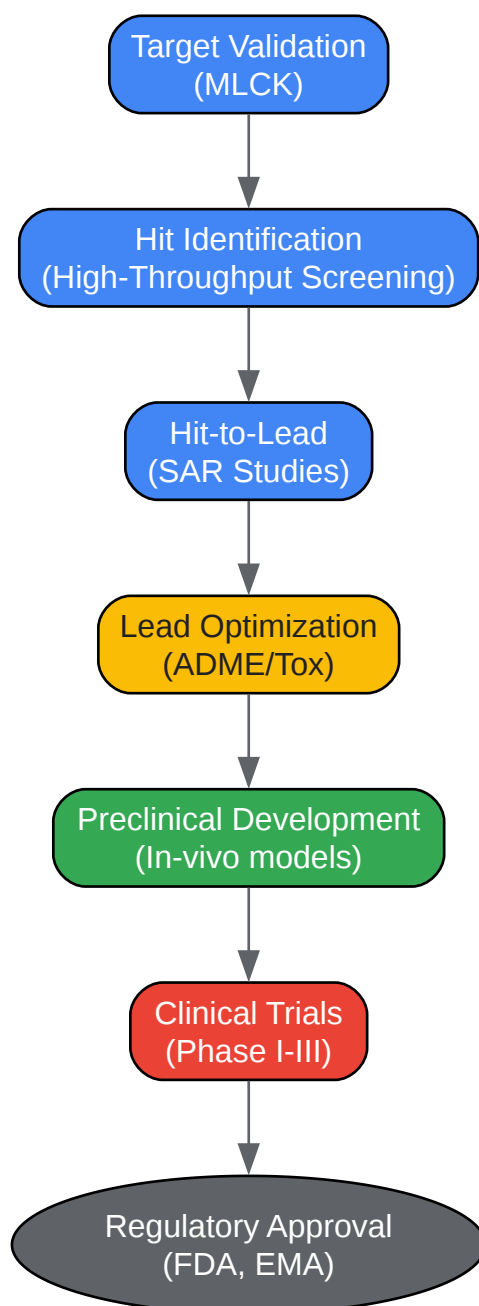 Target Validation
(MLCK)
Hit Identification
(High-Throughput Screening)
Hit-to-Lead
(SAR Studies)
Lead Optimization
(ADME/Tox)
Preclinical Development
(In-vivo models)
Clinical Trials
(Phase I-III)
Regulatory Approval
(FDA, EMA)